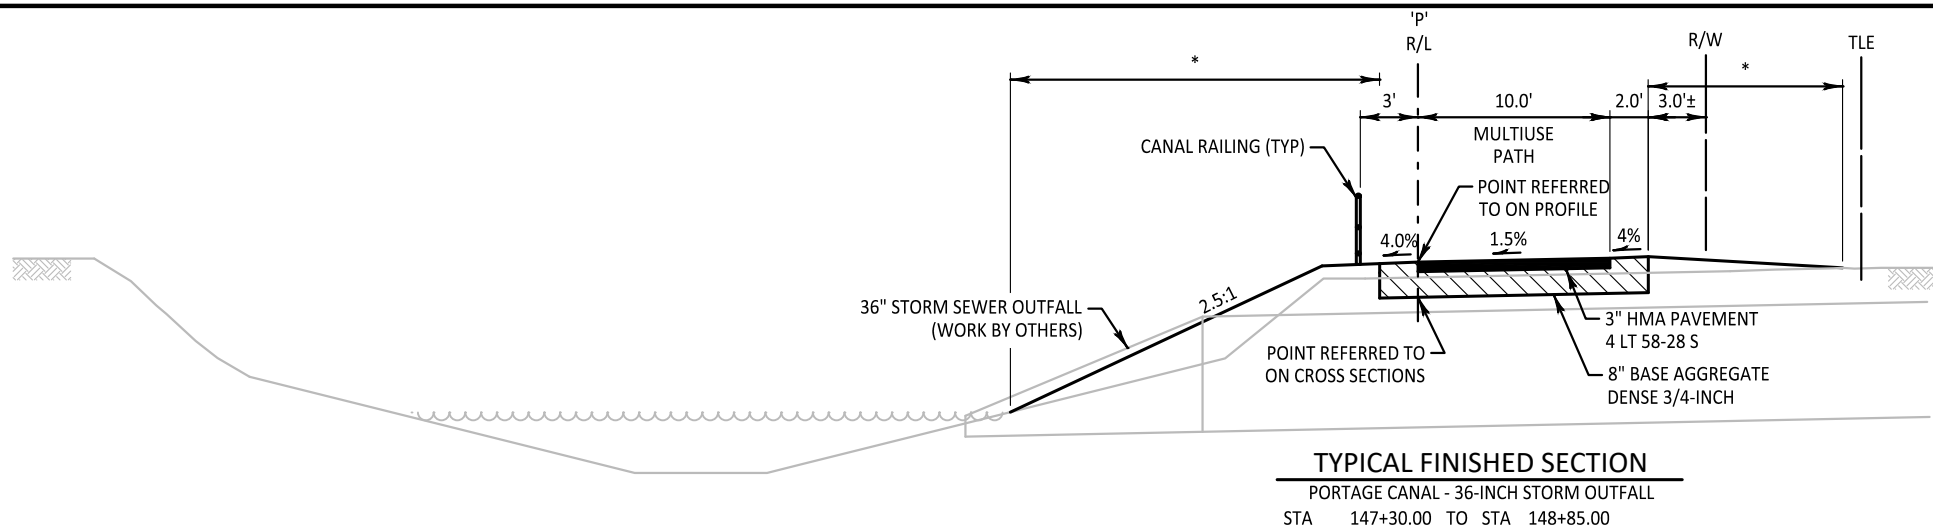 'P'
R/L
R/W
TLE
*
*
3'
10.0'
2.0'
3.0'±
MULTIUSE
PATH
CANAL RAILING (TYP)
POINT REFERRED
TO ON PROFILE
4.0%
1.5%
4%
2.5:1
36" STORM SEWER OUTFALL
(WORK BY OTHERS)
3" HMA PAVEMENT
4 LT 58-28 S
POINT REFERRED TO
ON CROSS SECTIONS
8" BASE AGGREGATE
DENSE 3/4-INCH
TYPICAL FINISHED SECTION
PORTAGE CANAL - 36-INCH STORM OUTFALL
STA 147+30.00 TO STA 148+85.00